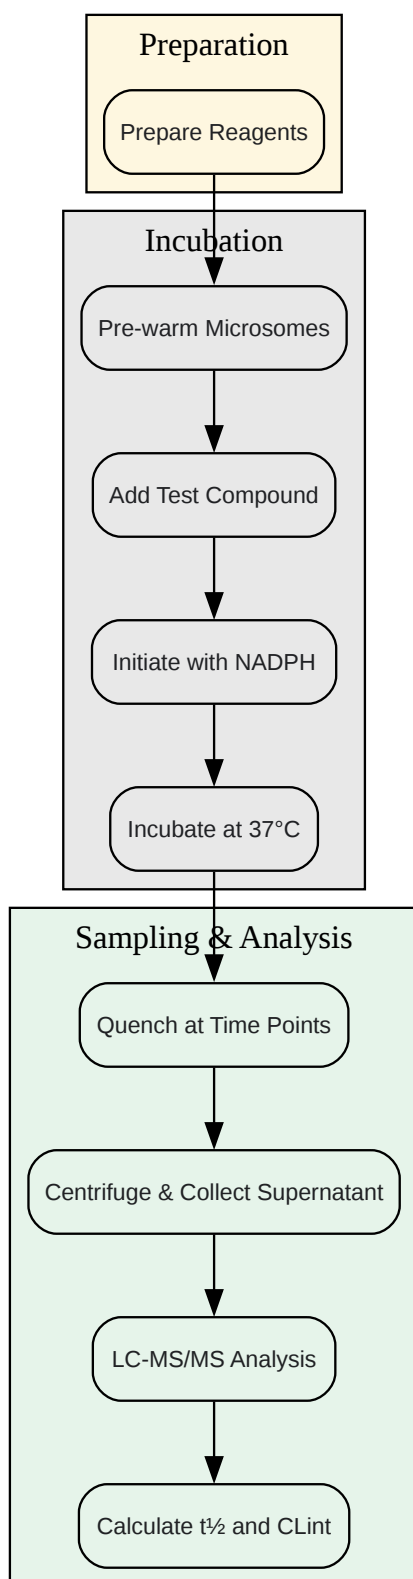 Preparation
Prepare Reagents
Incubation
Pre-warm Microsomes
Add Test Compound
Initiate with NADPH
Incubate at 37°C
Sampling & Analysis
Quench at Time Points
Centrifuge & Collect Supernatant
LC-MS/MS Analysis
Calculate t½ and CLint